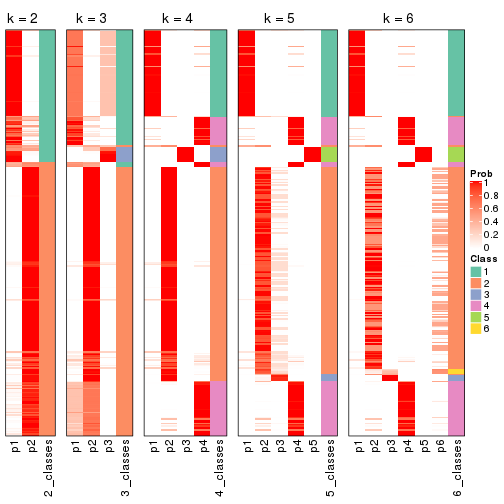 k = 2
k = 3
k = 4
k = 5
k = 6
Prob
1
0.8
0.6
0.4
0.2
0
Class
1
2
3
4
5
6
p1
p2
2_classes
p1
p2
p3
3_classes
p1
p2
p3
p4
4_classes
p1
p2
p3
p4
p5
5_classes
p1
p2
p3
p4
p5
p6
6_classes